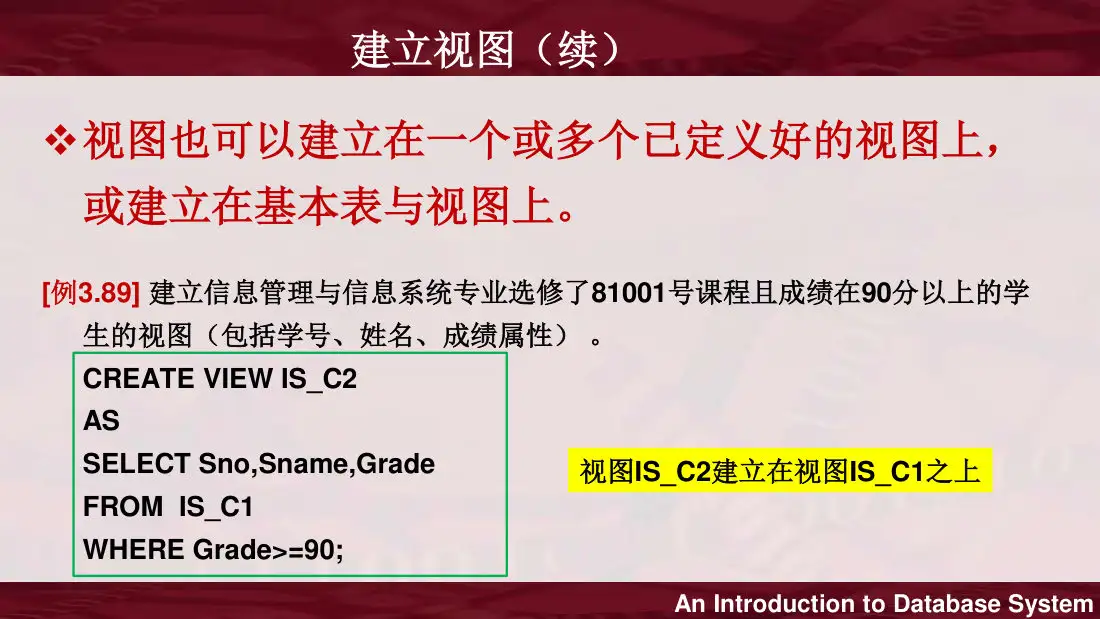 建立视图（续）
❖视图也可以建立在一个或多个已定义好的视图上，
或建立在基本表与视图上。
[例3.89] 建立信息管理与信息系统专业选修了81001号课程且成绩在90分以上的学
生的视图（包括学号、姓名、成绩属性） 。
CREATE VIEW IS_C2
AS
SELECT Sno,Sname,Grade
FROM  IS_C1
WHERE Grade>=90;
视图IS_C2建立在视图IS_C1之上
An Introduction to Database System